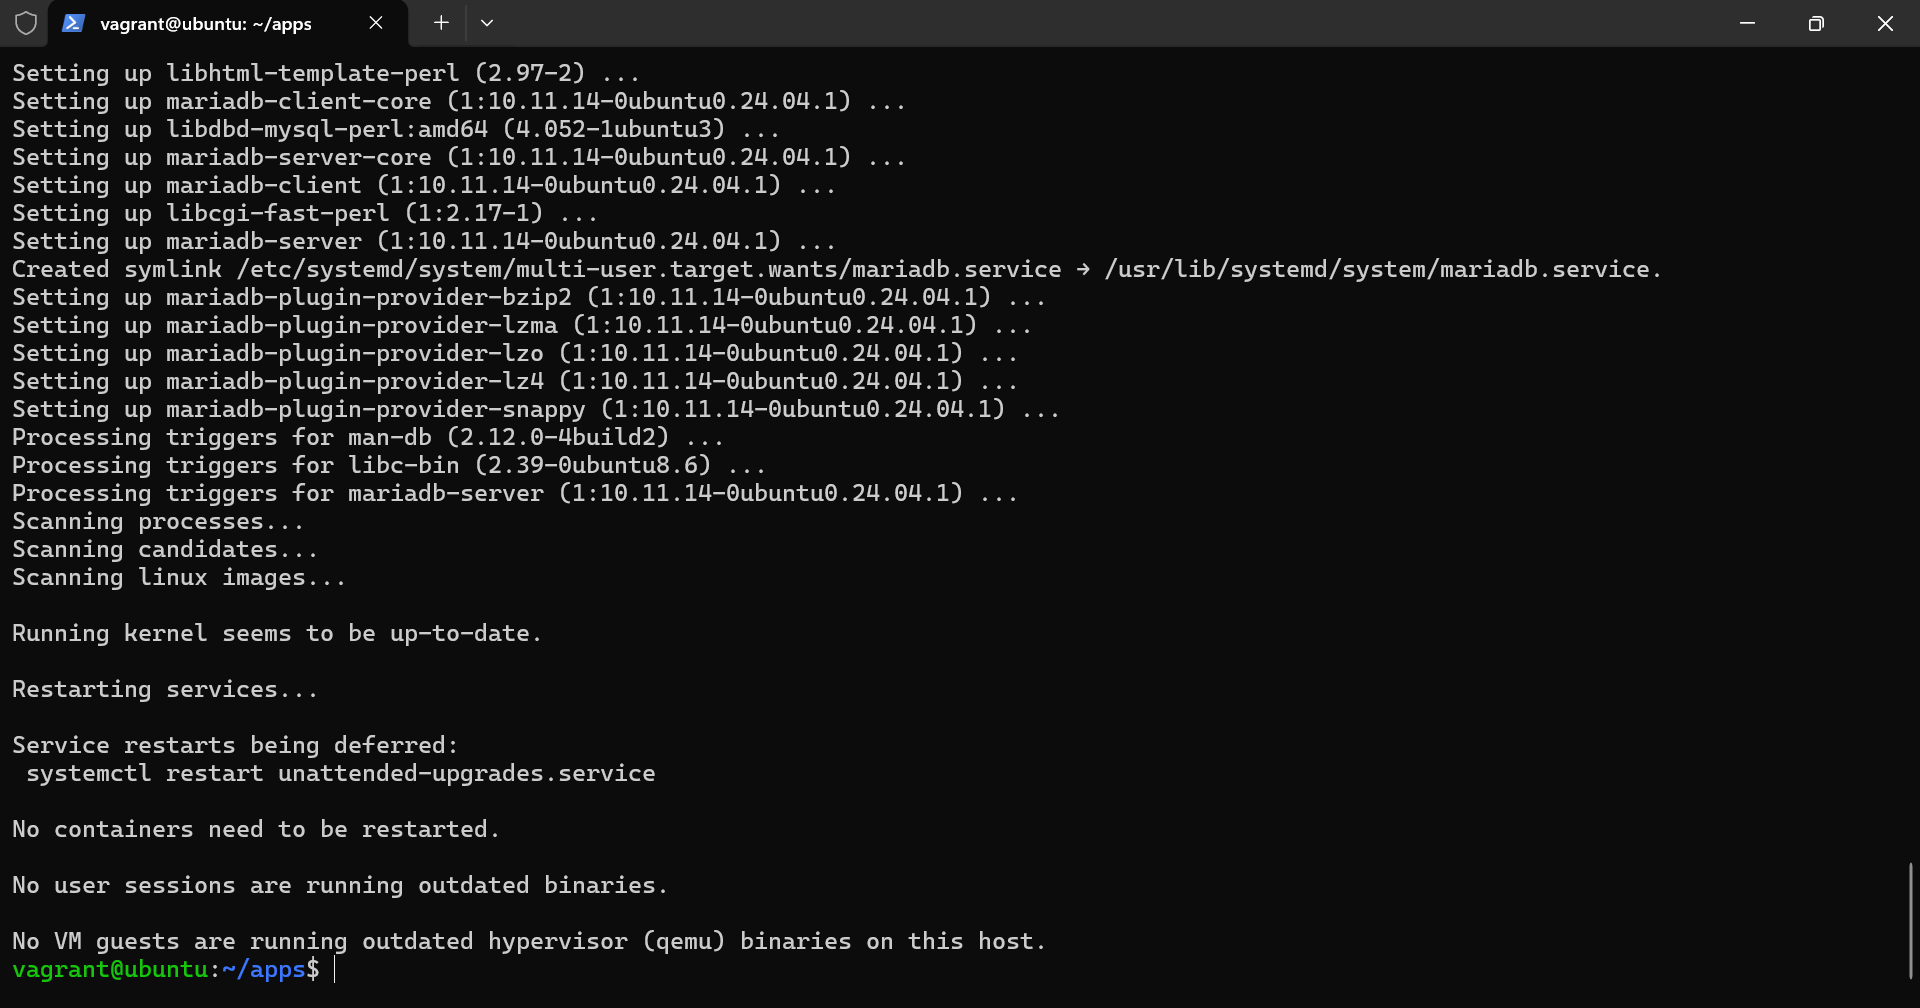 vagrant@ubuntu: ~/apps
Setting up libhtml-template-perl (2.97-2) ...
Setting up mariadb-client-core (1:10.11.14-0ubuntu0.24.04.1) ...
Setting up libdbd-mysql-perl:amd64 (4.052-1ubuntu3) ...
Setting up mariadb-server-core (1:10.11.14-0ubuntu0.24.04.1) ...
Setting up mariadb-client (1:10.11.14-0ubuntu0.24.04.1) ...
Setting up libcgi-fast-perl (1:2.17-1) ...
Setting up mariadb-server (1:10.11.14-0ubuntu0.24.04.1) ...
Created symlink /etc/systemd/system/multi-user.target.wants/mariadb.service → /usr/lib/systemd/system/mariadb.service.
Setting up mariadb-plugin-provider-bzip2 (1:10.11.14-0ubuntu0.24.04.1) ...
Setting up mariadb-plugin-provider-lzma (1:10.11.14-0ubuntu0.24.04.1) ...
Setting up mariadb-plugin-provider-lzo (1:10.11.14-0ubuntu0.24.04.1) ...
Setting up mariadb-plugin-provider-lz4 (1:10.11.14-0ubuntu0.24.04.1) ...
Setting up mariadb-plugin-provider-snappy (1:10.11.14-0ubuntu0.24.04.1) ...
Processing triggers for man-db (2.12.0-4build2) ...
Processing triggers for libc-bin (2.39-0ubuntu8.6) ...
Processing triggers for mariadb-server (1:10.11.14-0ubuntu0.24.04.1) ...
Scanning processes...
Scanning candidates...
Scanning linux images...
Running kernel seems to be up-to-date.
Restarting services...
Service restarts being deferred:
 systemctl restart unattended-upgrades.service
No containers need to be restarted.
No user sessions are running outdated binaries.
No VM guests are running outdated hypervisor (qemu) binaries on this host.
vagrant@ubuntu:~/apps$